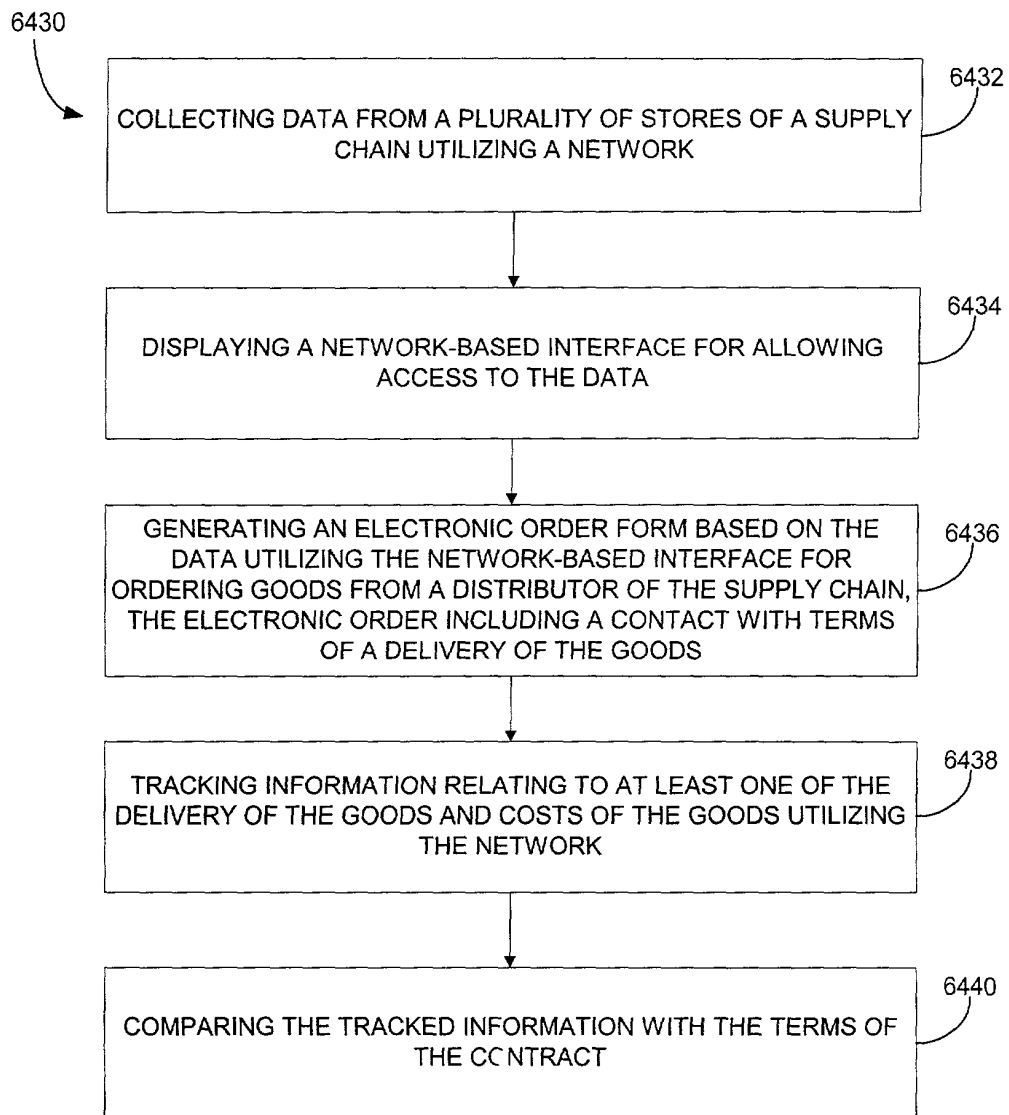 6430
6432
COLLECTING DATA FROM A PLURALITY OF STORES OF A SUPPLY
CHAIN UTILIZING A NETWORK
6434
DISPLAYING A NETWORK-BASED INTERFACE FOR ALLOWING
ACCESS TO THE DATA
6436
GENERATING AN ELECTRONIC ORDER FORM BASED ON THE
DATA UTILIZING THE NETWORK-BASED INTERFACE FOR
ORDERING GOODS FROM A DISTRIBUTOR OF THE SUPPLY CHAIN,
THE ELECTRONIC ORDER INCLUDING A CONTACT WITH TERMS
OF A DELIVERY OF THE GOODS
6438
TRACKING INFORMATION RELATING TO AT LEAST ONE OF THE
DELIVERY OF THE GOODS AND COSTS OF THE GOODS UTILIZING
THE NETWORK
6440
COMPARING THE TRACKED INFORMATION WITH THE TERMS OF
THE CONTRACT